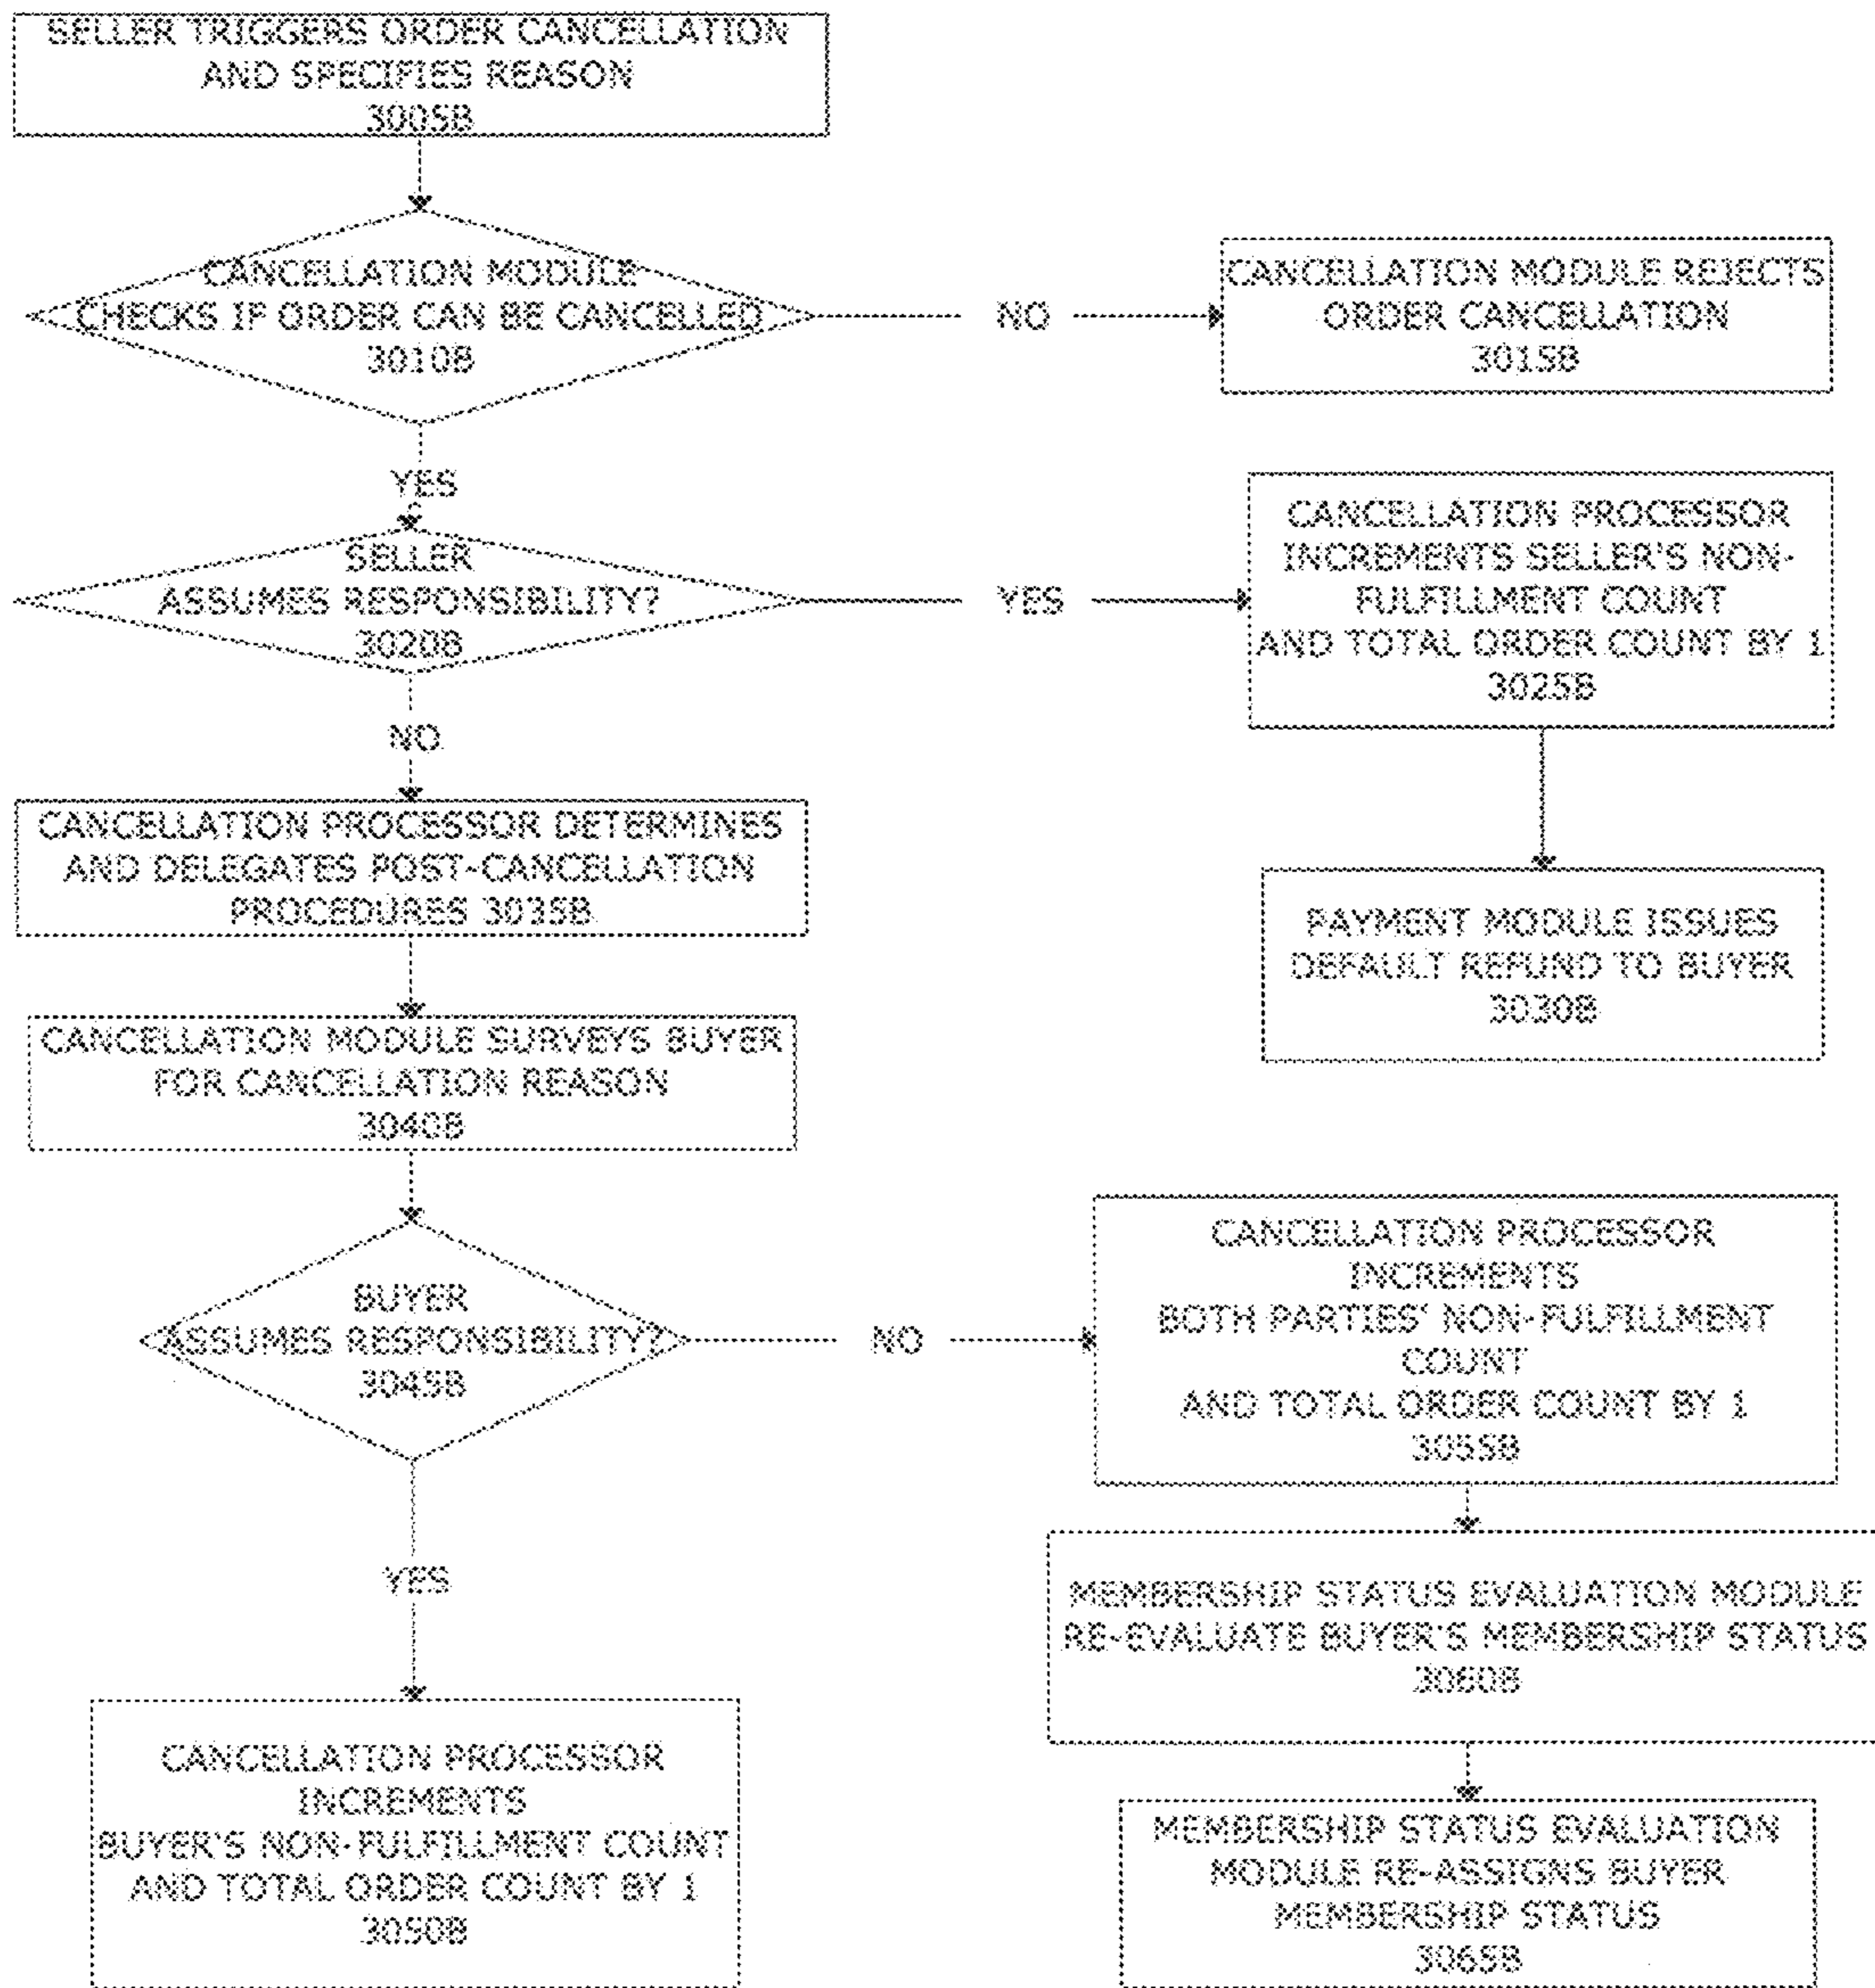 SELLER TRIGGERS ORDER CANCELLATION
AND SPECIFIES REASON
3005B
CANCELLATION MODULE
CHECKS IF ORDER CAN BE CANCELLED
3010B
NO
CANCELLATION MODULE REJECTS
ORDER CANCELLATION
3015B
YES
SELLER
ASSUMES RESPONSIBILITY?
3020B
YES
CANCELLATION PROCESSOR
INCREMENTS SELLER'S NON-
FULFILLMENT COUNT
AND TOTAL ORDER COUNT BY 1
3025B
PAYMENT MODULE ISSUES
DEFAULT REFUND TO BUYER
3030B
NO
CANCELLATION PROCESSOR DETERMINES
AND DELEGATES POST-CANCELLATION
PROCEDURES 3035B
CANCELLATION MODULE SURVEYS BUYER
FOR CANCELLATION REASON
3040B
BUYER
ASSUMES RESPONSIBILITY?
3045B
NO
CANCELLATION PROCESSOR
INCREMENTS
BOTH PARTIES' NON-FULFILLMENT
COUNT
AND TOTAL ORDER COUNT BY 1
3055B
MEMBERSHIP STATUS EVALUATION MODULE
RE-EVALUATE BUYER'S MEMBERSHIP STATUS
3060B
MEMBERSHIP STATUS EVALUATION
MODULE RE-ASSIGNS BUYER
MEMBERSHIP STATUS
3065B
YES
CANCELLATION PROCESSOR
INCREMENTS
BUYER'S NON-FULFILLMENT COUNT
AND TOTAL ORDER COUNT BY 1
3050B